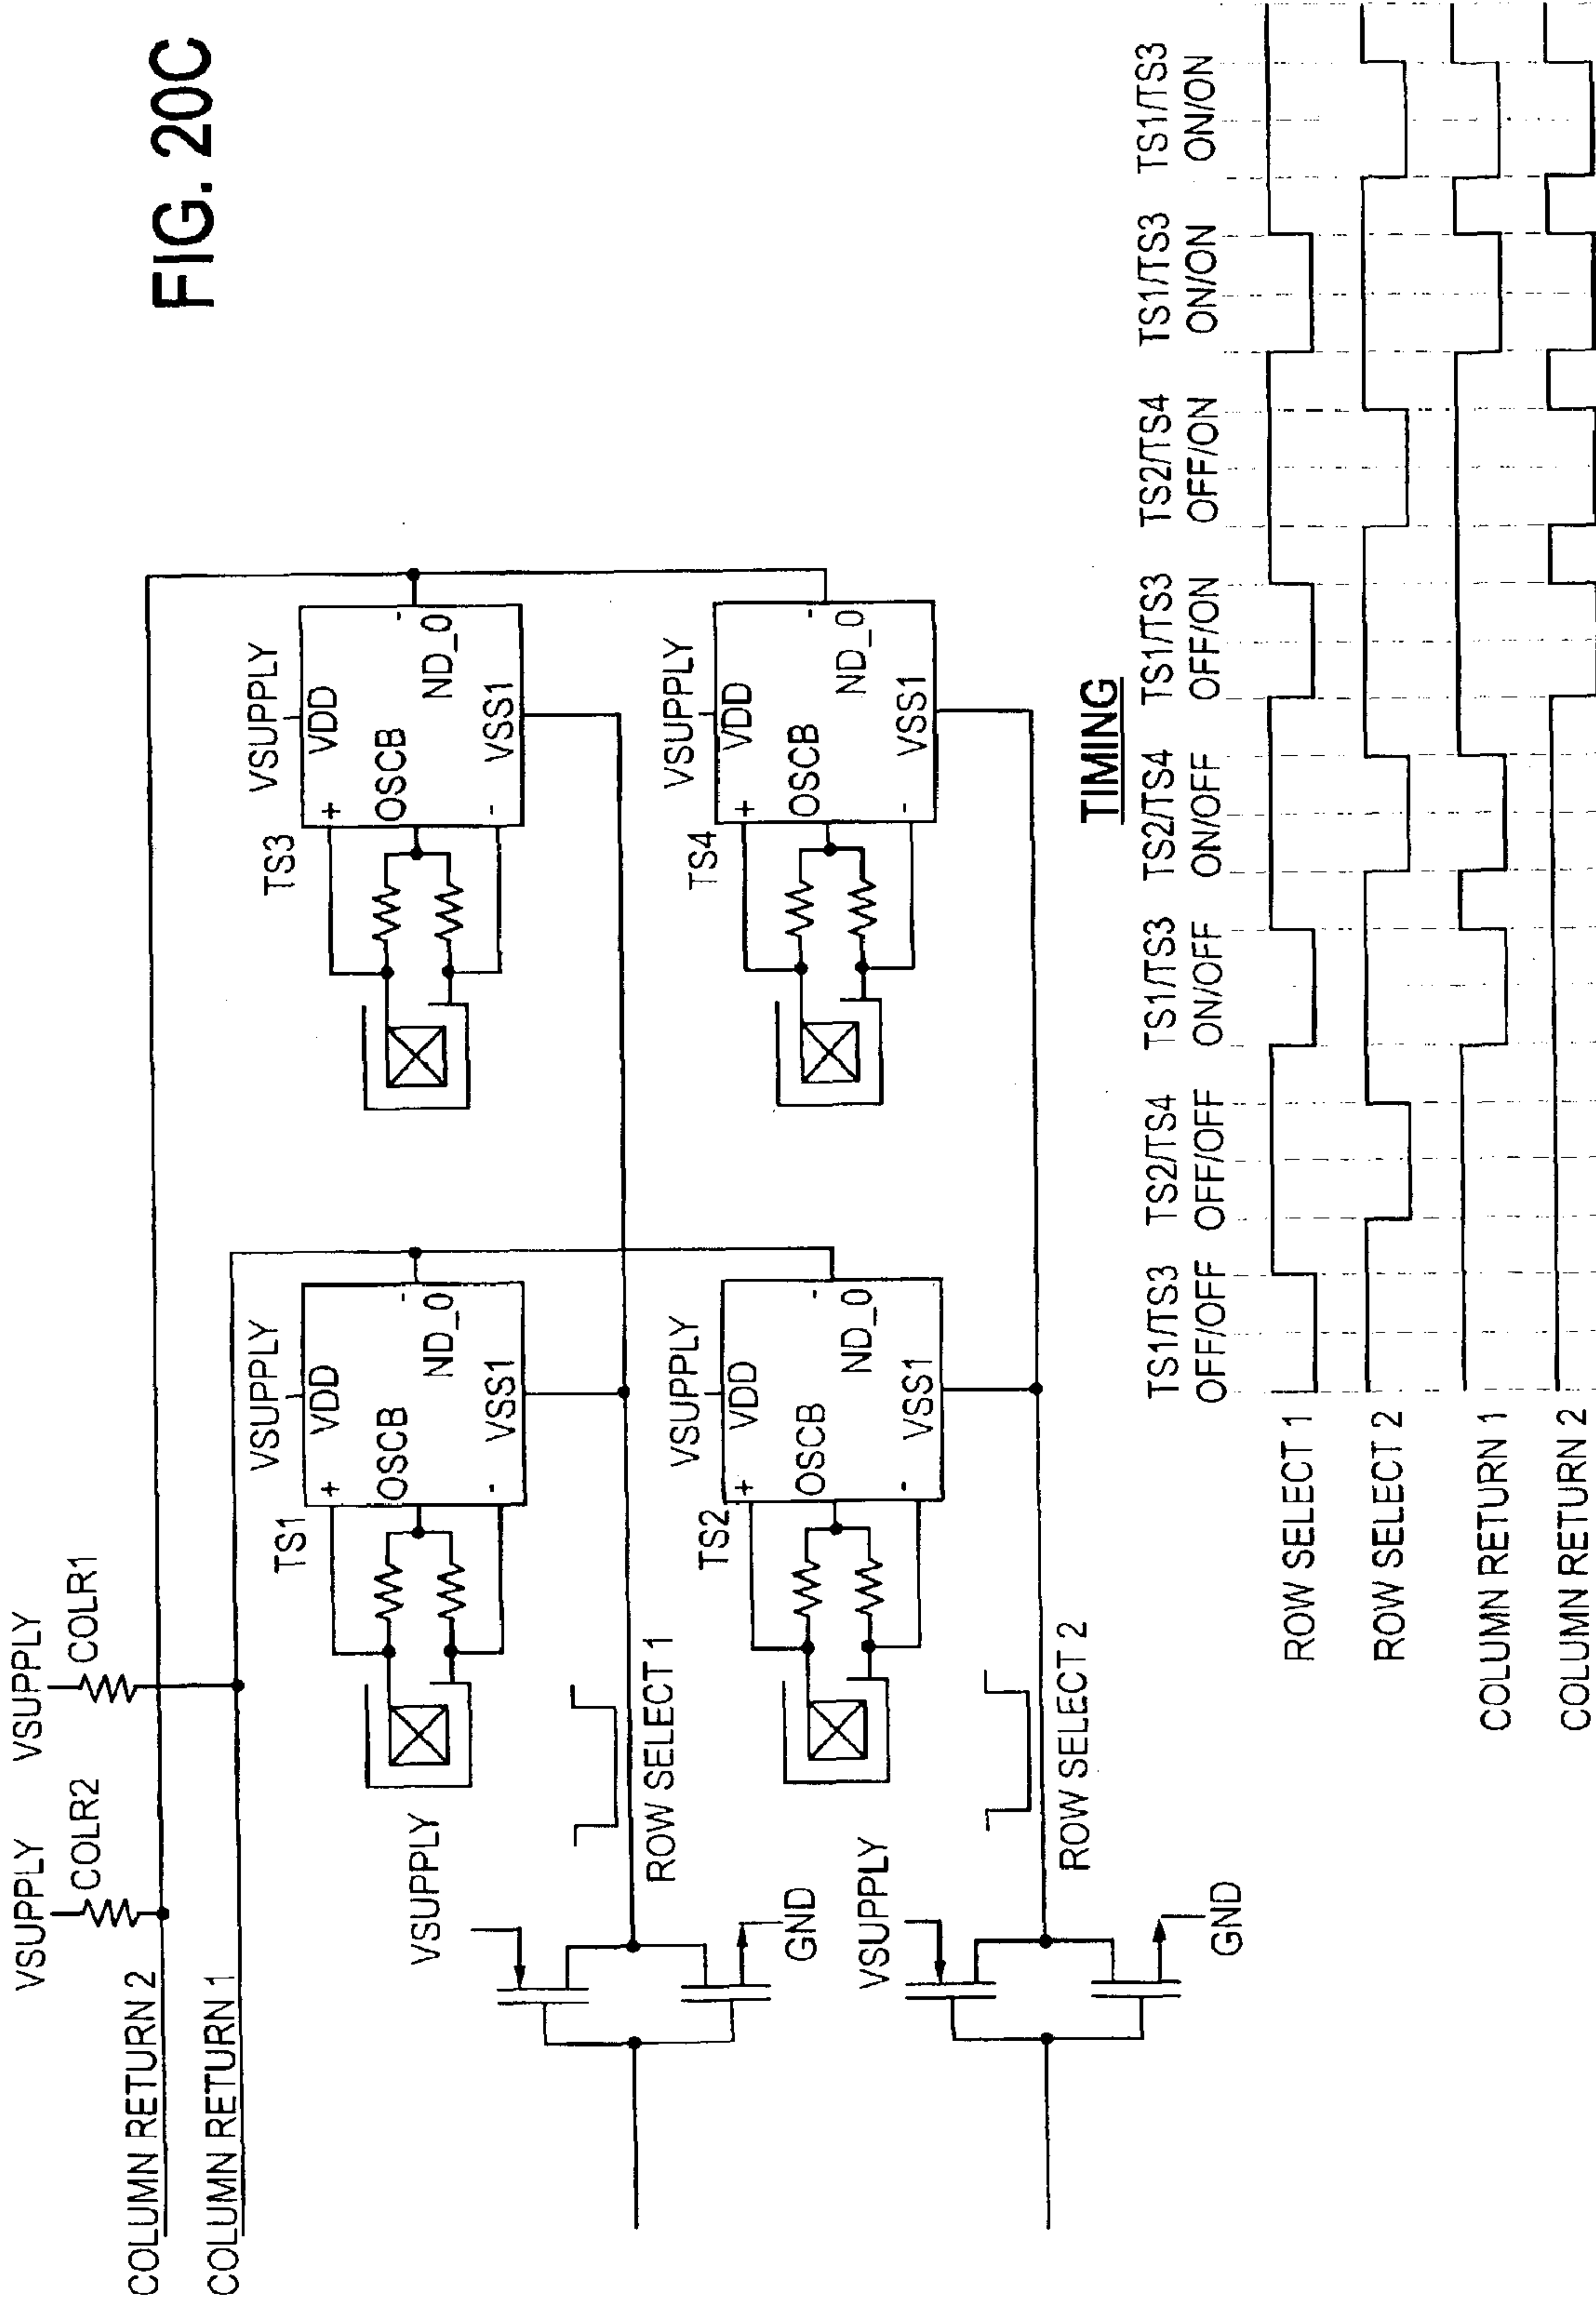 FIG. 20C
VSUPPLY
COLR2
VSUPPLY
COLR1
COLUMN RETURN 2
COLUMN RETURN 1
VSUPPLY
GND
ROW SELECT 1
TS1
VSUPPLY
VDD
+
OSCB
-
ND_0
-
VSS1
TS3
VSUPPLY
VDD
+
OSCB
-
ND_0
-
VSS1
VSUPPLY
GND
ROW SELECT 2
TS2
VSUPPLY
VDD
+
OSCB
-
ND_0
-
VSS1
TS4
VSUPPLY
VDD
+
OSCB
-
ND_0
-
VSS1
TIMING
TS1/TS3 TS2/TS4 TS1/TS3 TS2/TS4 TS1/TS3 TS2/TS4 TS1/TS3 TS1/TS3
OFF/OFF OFF/OFF ON/OFF ON/OFF OFF/ON OFF/ON ON/ON ON/ON
ROW SELECT 1
ROW SELECT 2
COLUMN RETURN 1
COLUMN RETURN 2